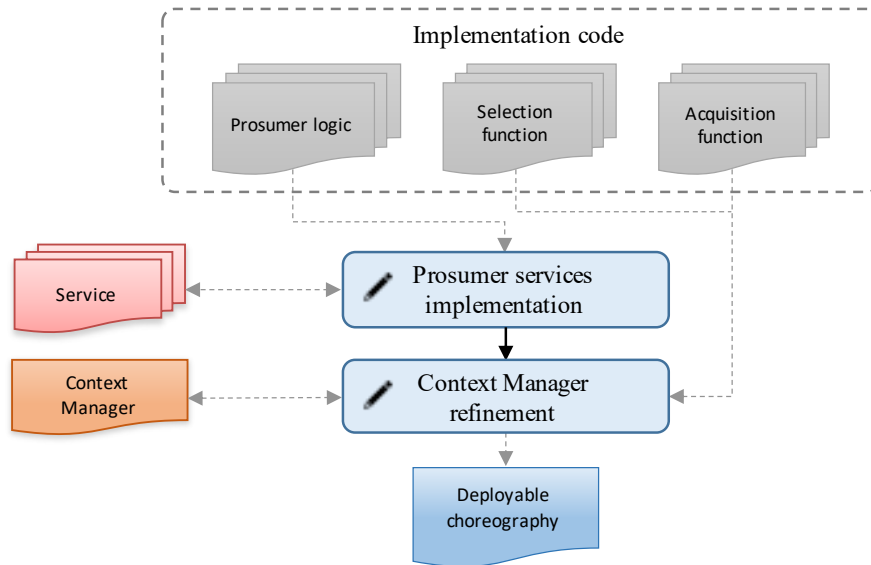 Implementation code
Prosumer logic
Selection
function
Acquisition
function
Service
Prosumer services
implementation
Context
Manager
Context Manager
refinement
Deployable
choreography